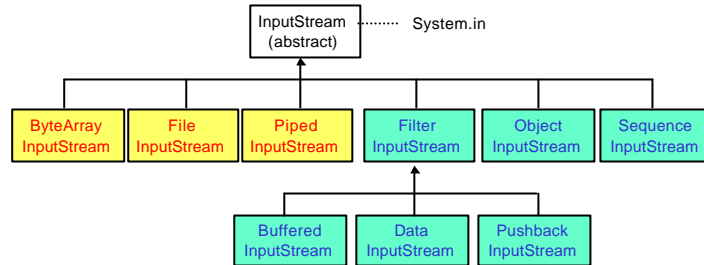 InputStream
(abstract)
System.in
ByteArray
InputStream
File
InputStream
Piped
InputStream
Filter
InputStream
Object
InputStream
Sequence
InputStream
Buffered
InputStream
Data
InputStream
Pushback
InputStream